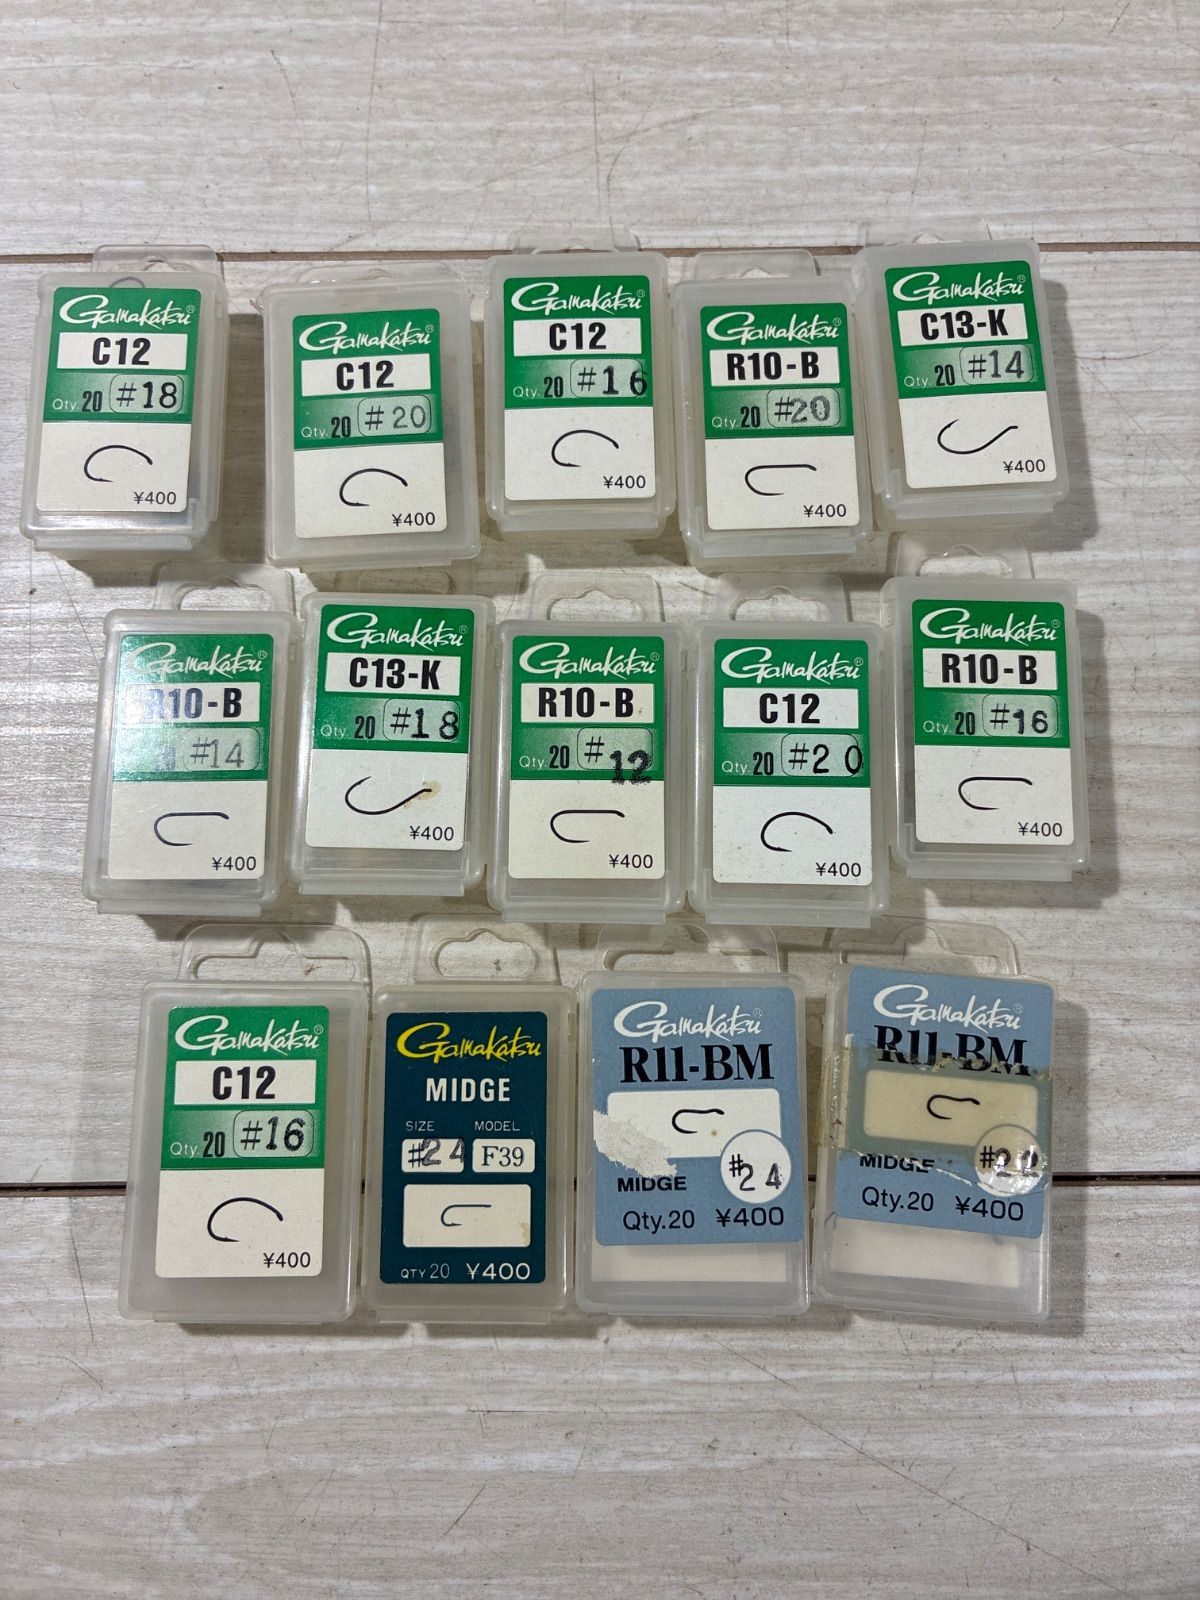 Gamakatsu®
C12
Qty. 20 #18
¥400
Gamakatsu®
C12
Qty. 20 #20
¥400
Gamakatsu®
C12
Qty. 20 #16
¥400
Gamakatsu®
R10-B
Qty. 20 #20
¥400
Gamakatsu®
C13-K
Qty. 20 #14
¥400
Gamakatsu®
R10-B
20 #14
¥400
Gamakatsu®
C13-K
Qty. 20 #18
¥400
Gamakatsu®
R10-B
Qty. 20 #12
¥400
Gamakatsu®
C12
Qty. 20 #20
¥400
Gamakatsu®
R10-B
Qty. 20 #16
¥400
Gamakatsu®
C12
Qty. 20 #16
¥400
Gamakatsu
MIDGE
SIZE MODEL
#24 F39
QTY 20 ¥400
Gamakatsu®
R11-BM
#24
MIDGE
Qty.20 ¥400
Gamakatsu®
R11-BM
#22
MIDGE
Qty.20 ¥400